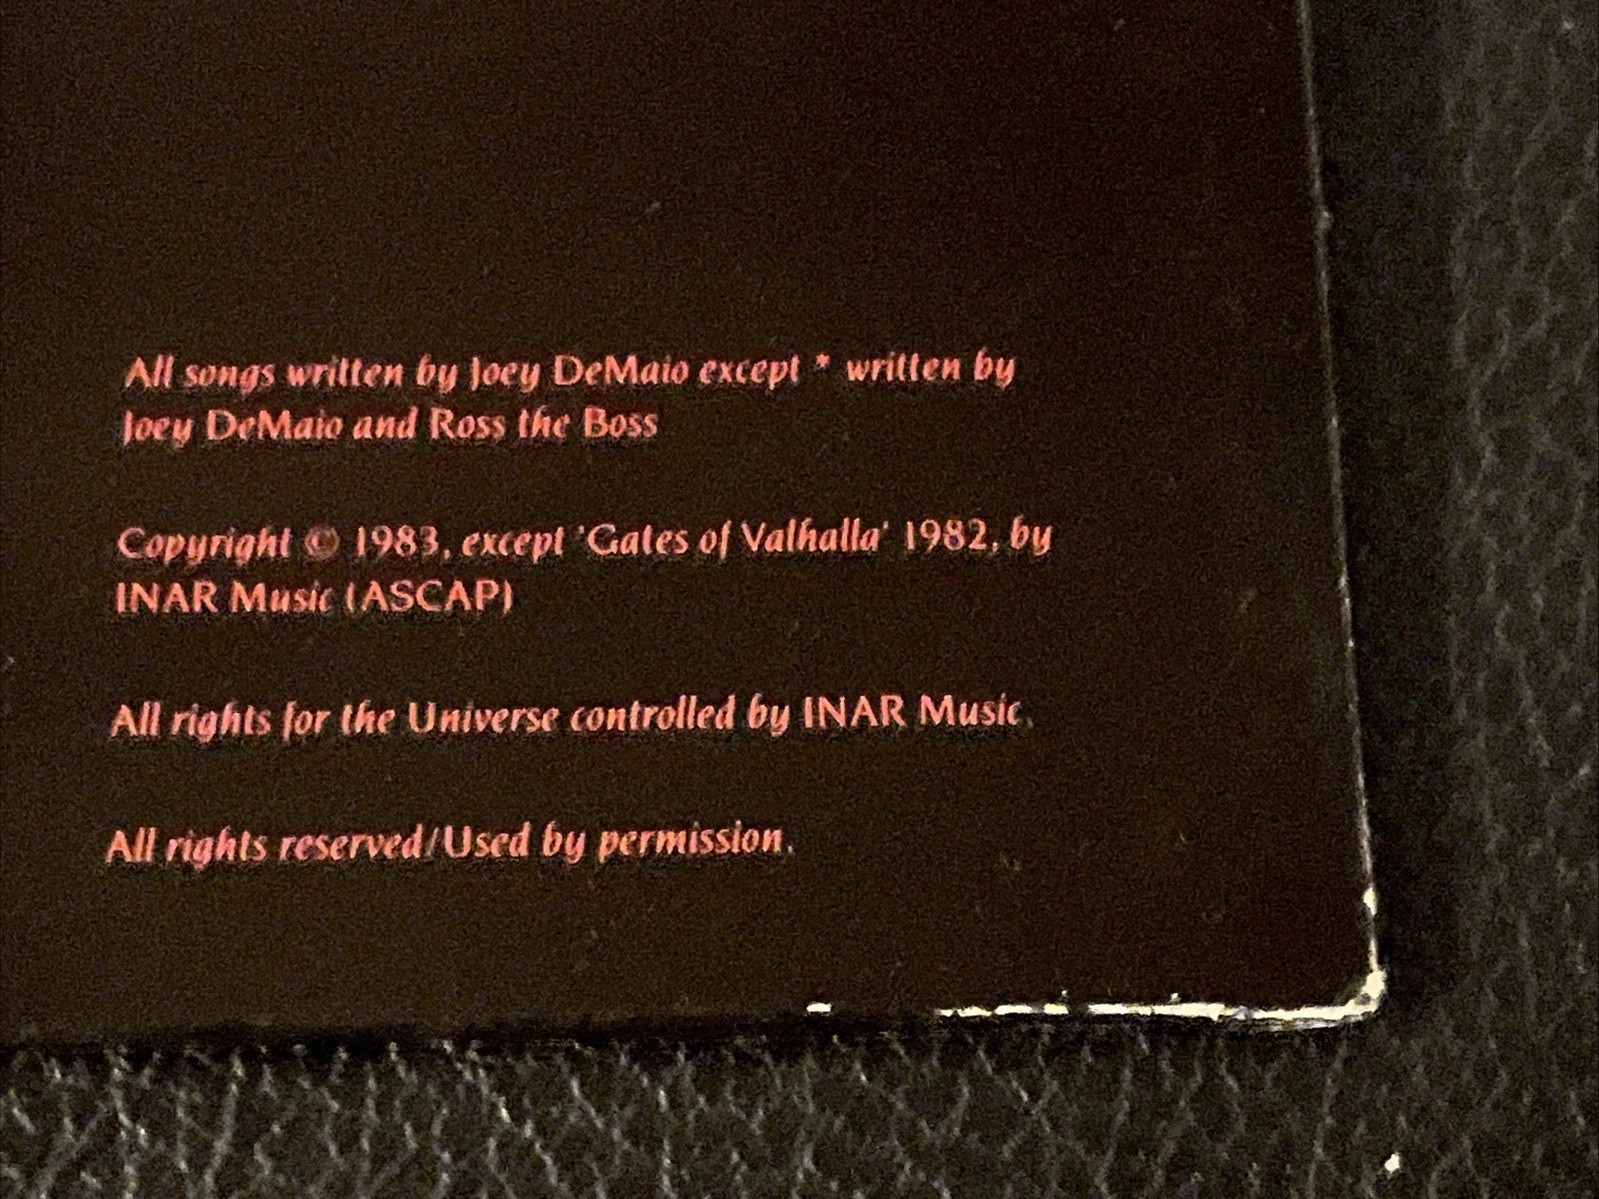 All songs written by Joey DeMaio except * written by
Joey DeMaio and Ross the Boss
Copyright © 1983, except 'Gates of Valhalla' 1982, by
INAR Music (ASCAP)
All rights for the Universe controlled by INAR Music.
All rights reserved/Used by permission.